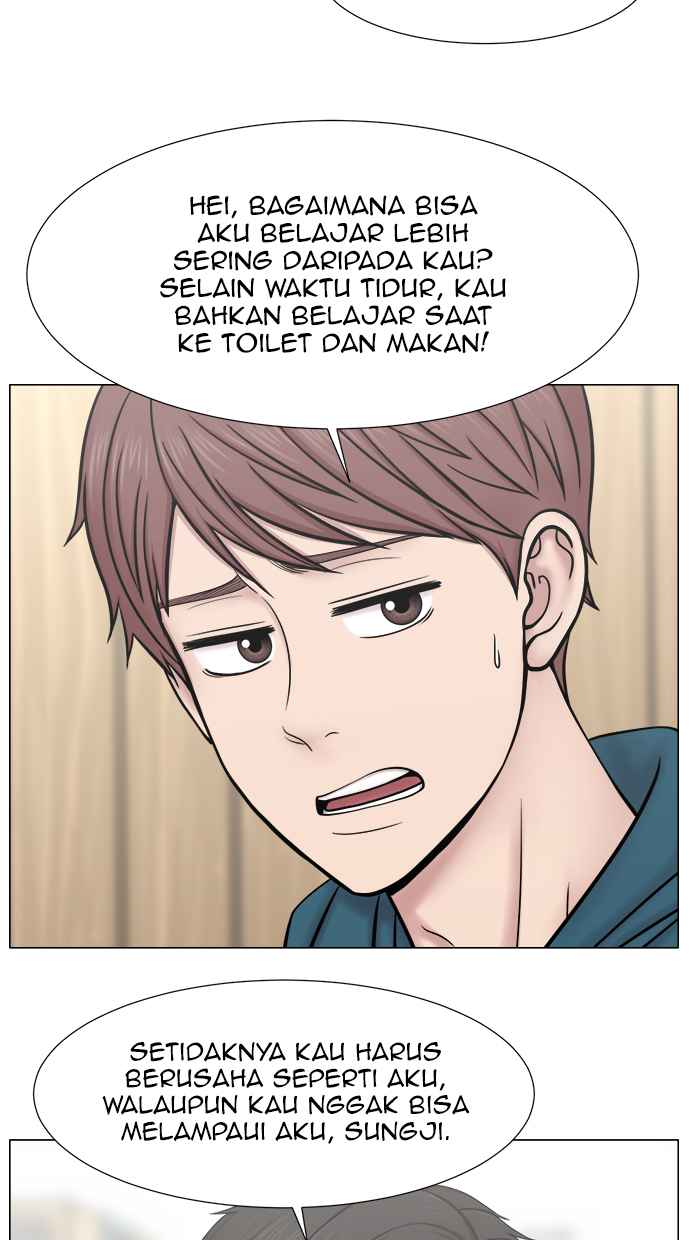 HEI, BAGAIMANA BISA
AKU BELAJAR LEBIH
SERING DARIPADA KAU?
SELAIN WAKTU TIDUR, KAU
BAHKAN BELAJAR SAAT
KE TOILET DAN MAKAN!
SETIDAKNYA KAU HARUS
BERUSAHA SEPERTI AKU,
WALAUPUN KAU NGGAK BISA
MELAMPAUI AKU, SUNGJI.